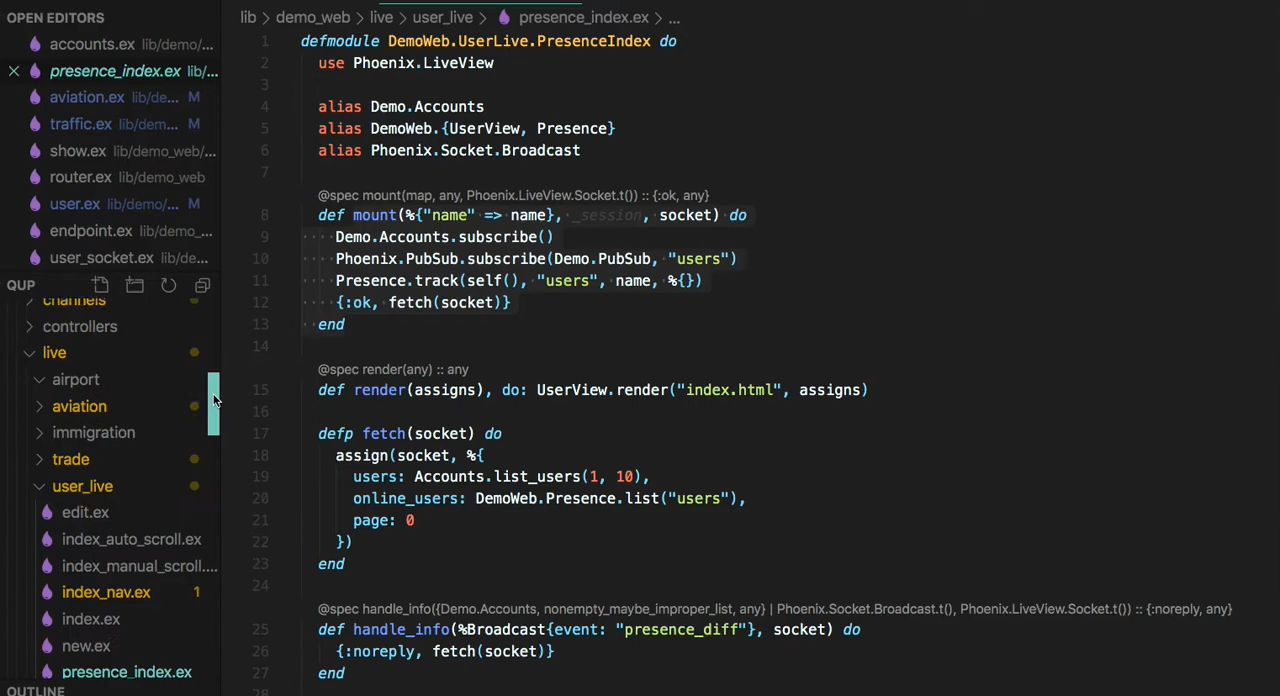 OPEN EDITORS
accounts.ex lib/demo/...
presence_index.ex lib/...
aviation.ex lib/de... M
traffic.ex lib/dem... M
show.ex lib/demo_web/...
router.ex lib/demo_web
user.ex lib/demo/... M
endpoint.ex lib/demo_...
user_socket.ex lib/de...
QUP
channels
controllers
live
airport
aviation
immigration
trade
user_live
edit.ex
index_auto_scroll.ex
index_manual_scroll....
index_nav.ex 1
index.ex
new.ex
presence_index.ex
OUTLINE
lib > demo_web > live > user_live > presence_index.ex > ...
1 defmodule DemoWeb.UserLive.PresenceIndex do
2 use Phoenix.LiveView
3
4 alias Demo.Accounts
5 alias DemoWeb.{UserView, Presence}
6 alias Phoenix.Socket.Broadcast
7
@spec mount(map, any, Phoenix.LiveView.Socket.t()) :: {:ok, any}
8 def mount(%{"name" => name}, _session, socket) do
9 Demo.Accounts.subscribe()
10 Phoenix.PubSub.subscribe(Demo.PubSub, "users")
11 Presence.track(self(), "users", name, %{})
12 {:ok, fetch(socket)}
13 end
14
@spec render(any) :: any
15 def render(assigns), do: UserView.render("index.html", assigns)
16
17 defp fetch(socket) do
18 assign(socket, %{
19 users: Accounts.list_users(1, 10),
20 online_users: DemoWeb.Presence.list("users"),
21 page: 0
22 })
23 end
24
@spec handle_info({Demo.Accounts, nonempty_maybe_improper_list, any} | Phoenix.Socket.Broadcast.t(), Phoenix.LiveView.Socket.t()) :: {:noreply, any}
25 def handle_info(%Broadcast{event: "presence_diff"}, socket) do
26 {:noreply, fetch(socket)}
27 end
28